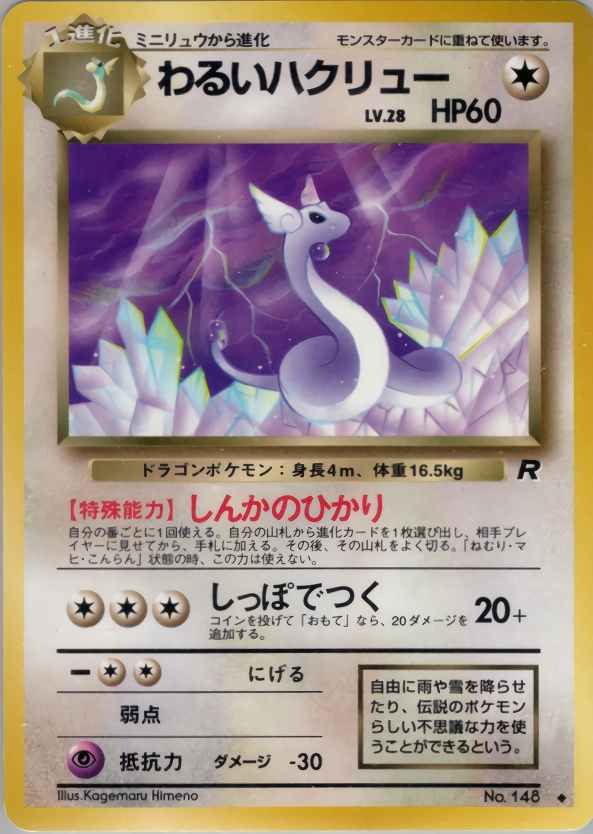 1進化
ミニリュウから進化
モンスターカードに重ねて使います。
わるいハクリュー
LV.28 HP60
ドラゴンポケモン：身長4m、体重16.5kg
R
【特殊能力】しんかのひかり
自分の番ごとに1回使える。自分の山札から進化カードを1枚選び出し、相手プレ
イヤーに見せてから、手札に加える。その後、その山札をよく切る。「ねむり・マ
ヒ・こんらん」状態の時、この力は使えない。
しっぽでつく
20+
コインを投げて「おもて」なら、20ダメージを
追加する。
にげる
弱点
抵抗力 ダメージ -30
自由に雨や雪を降らせ
たり、伝説のポケモン
らしい不思議な力を使
うことができるという。
Illus.Kagemaru Himeno
No. 148